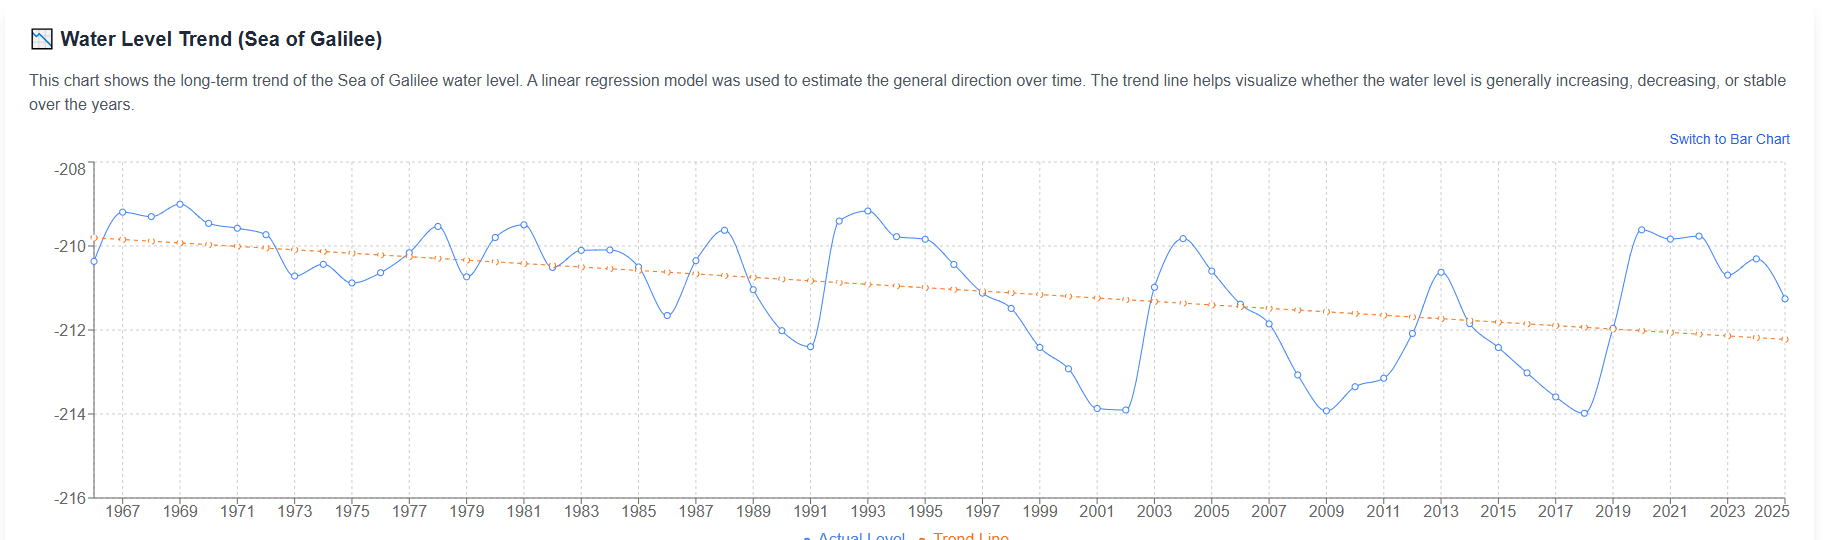 Water Level Trend (Sea of Galilee)
This chart shows the long-term trend of the Sea of Galilee water level. A linear regression model was used to estimate the general direction over time. The trend line helps visualize whether the water level is generally increasing, decreasing, or stable
over the years.
Switch to Bar Chart
-208
-210
-212
-214
-216
1967 1969 1971 1973 1975 1977 1979 1981 1983 1985 1987 1989 1991 1993 1995 1997 1999 2001 2003 2005 2007 2009 2011 2013 2015 2017 2019 2021 2023 2025
Actual Level Trend Line